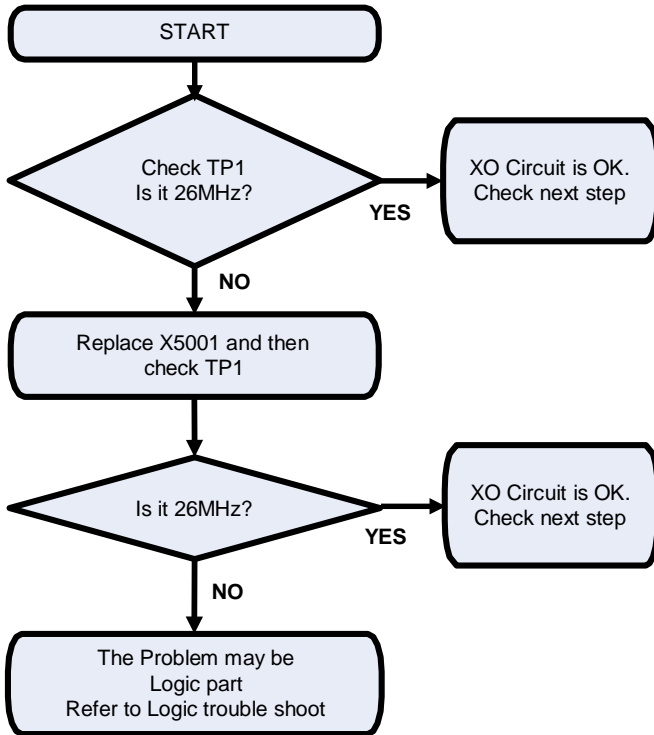 START
Check TP1
Is it 26MHz?
YES
XO Circuit is OK.
Check next step
NO
Replace X5001 and then
check TP1
Is it 26MHz?
YES
XO Circuit is OK.
Check next step
NO
The Problem may be
Logic part
Refer to Logic trouble shoot